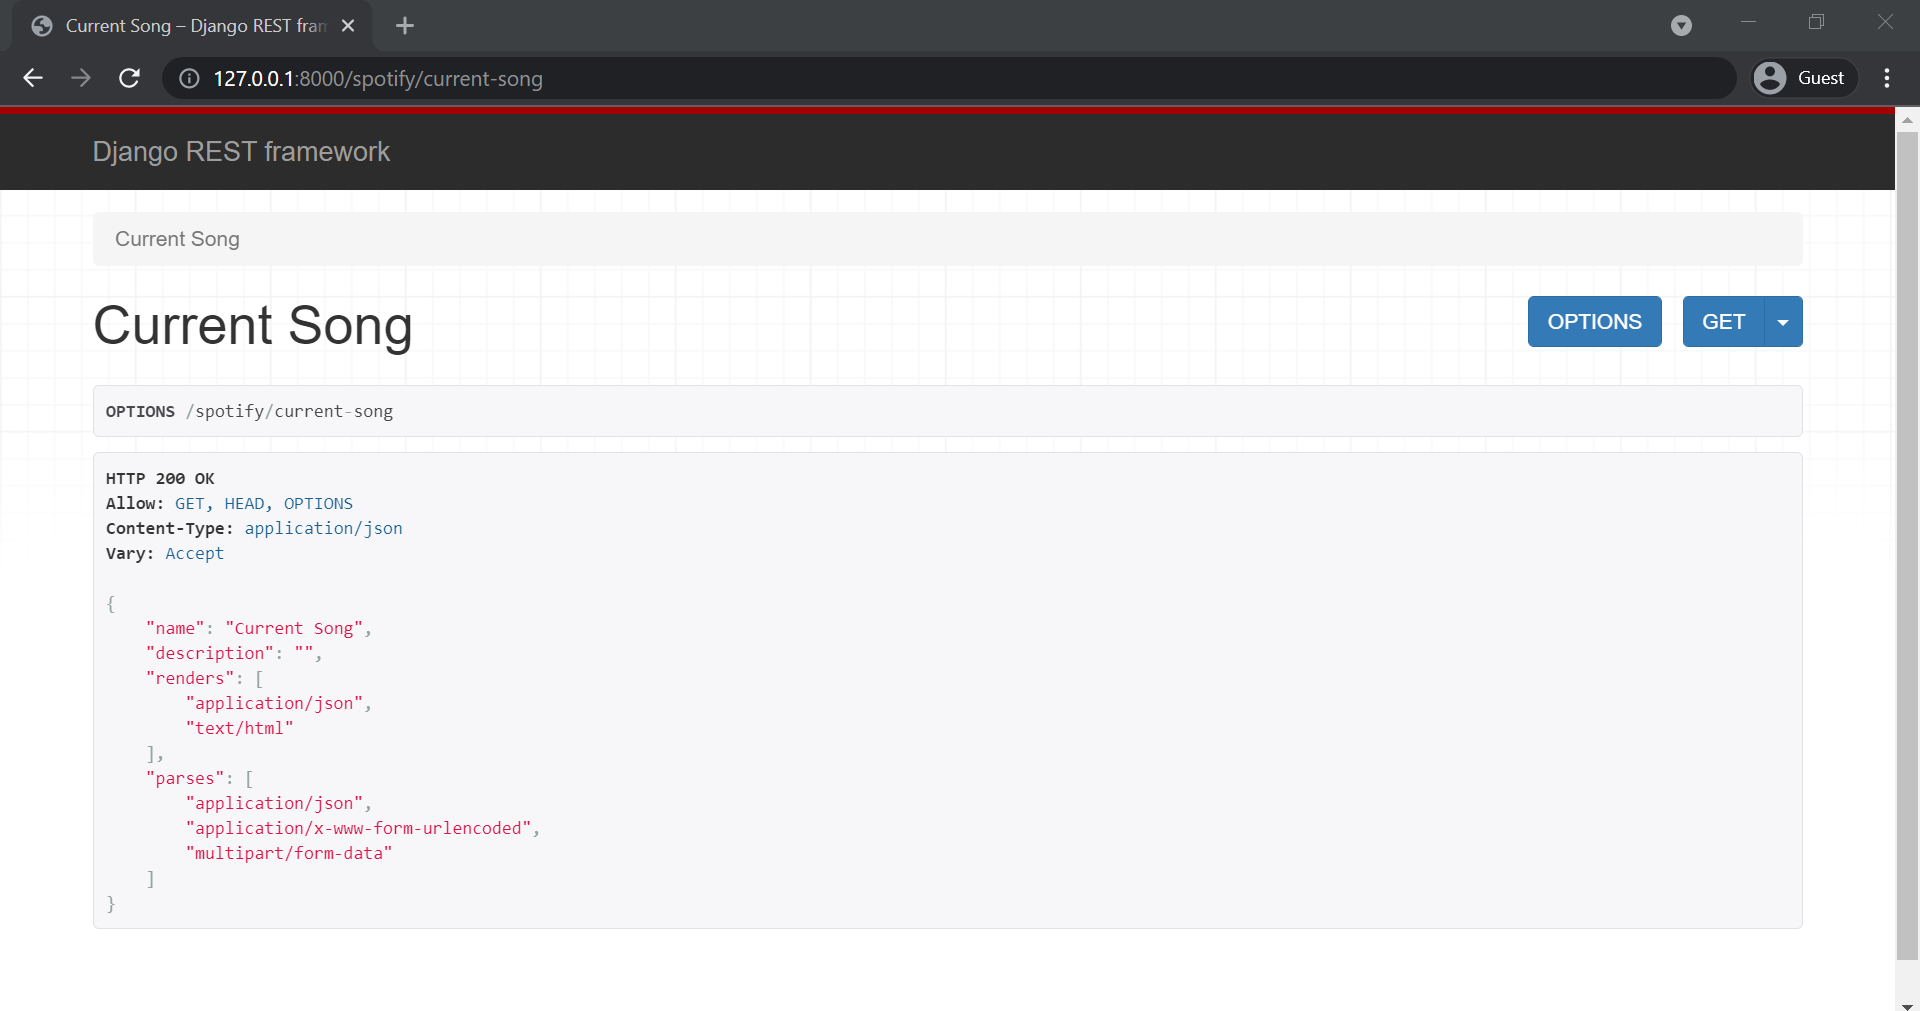 Current Song – Django REST fram
127.0.0.1:8000/spotify/current-song
Guest
Django REST framework
Current Song
Current Song
OPTIONS
GET
OPTIONS /spotify/current-song
HTTP 200 OK
Allow: GET, HEAD, OPTIONS
Content-Type: application/json
Vary: Accept
{
    "name": "Current Song",
    "description": "",
    "renders": [
        "application/json",
        "text/html"
    ],
    "parses": [
        "application/json",
        "application/x-www-form-urlencoded",
        "multipart/form-data"
    ]
}